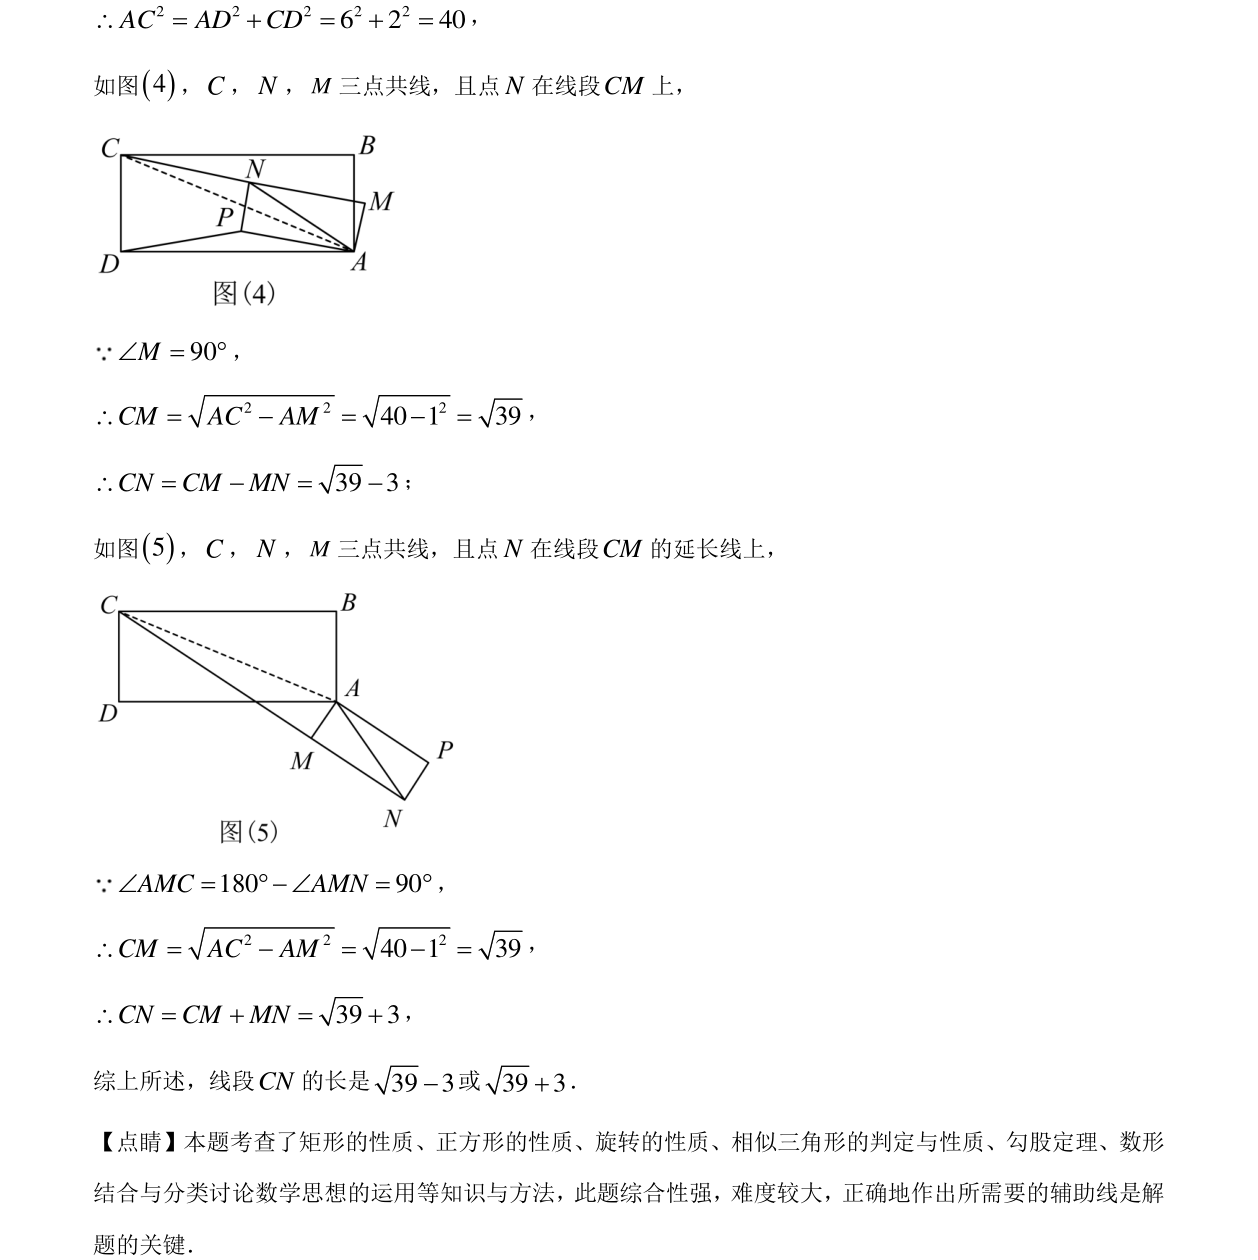 ∴AC² = AD² + CD² = 6² + 2² = 40，
如图(4)，C，N，M 三点共线，且点 N 在线段CM 上，
C B
N
M
P
D A
图(4)
∵∠M = 90°，
∴CM = √(AC² − AM²) = √(40−1²) = √39，
∴CN = CM − MN = √39 − 3；
如图(5)，C，N，M 三点共线，且点 N 在线段CM 的延长线上，
C B
A
D
P
M
N
图(5)
∵∠AMC = 180° − ∠AMN = 90°，
∴CM = √(AC² − AM²) = √(40−1²) = √39，
∴CN = CM + MN = √39 + 3，
综上所述，线段CN 的长是√39 − 3或√39 + 3．
【点睛】本题考查了矩形的性质、正方形的性质、旋转的性质、相似三角形的判定与性质、勾股定理、数形
结合与分类讨论数学思想的运用等知识与方法，此题综合性强，难度较大，正确地作出所需要的辅助线是解
题的关键．